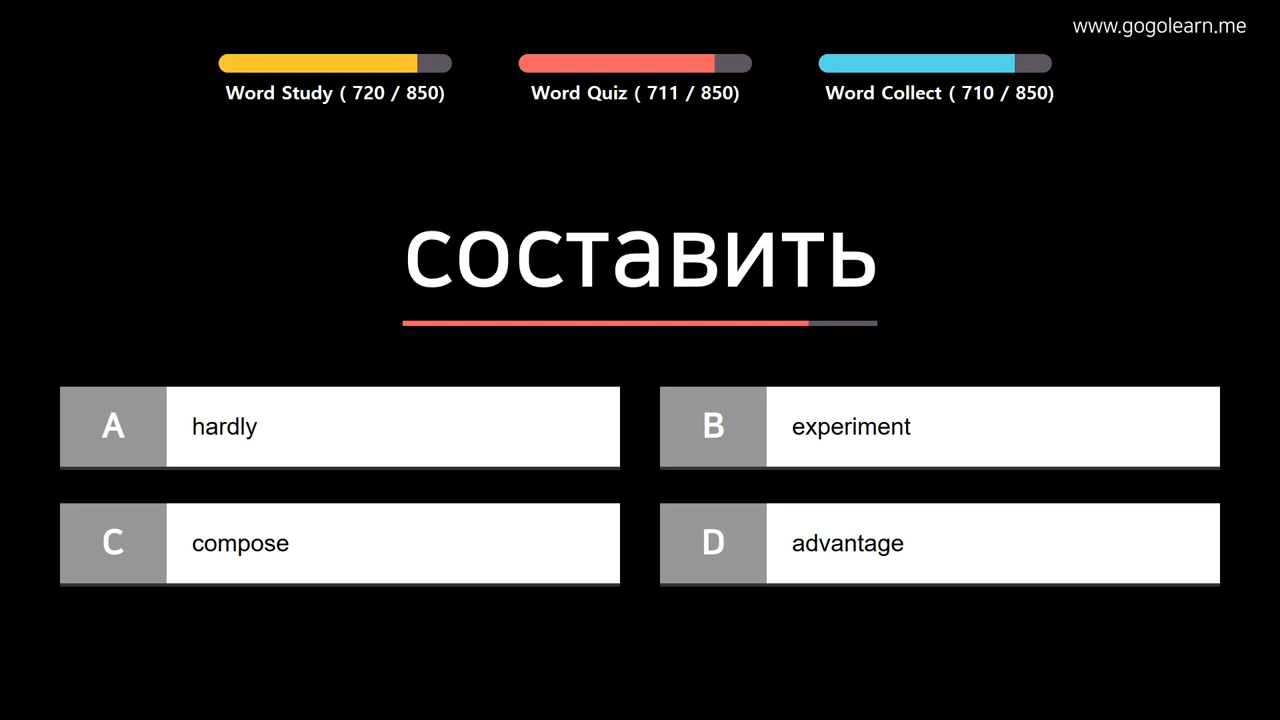 www.gogolearn.me
Word Study ( 720 / 850)
Word Quiz ( 711 / 850)
Word Collect ( 710 / 850)
составить
A hardly
B experiment
C compose
D advantage